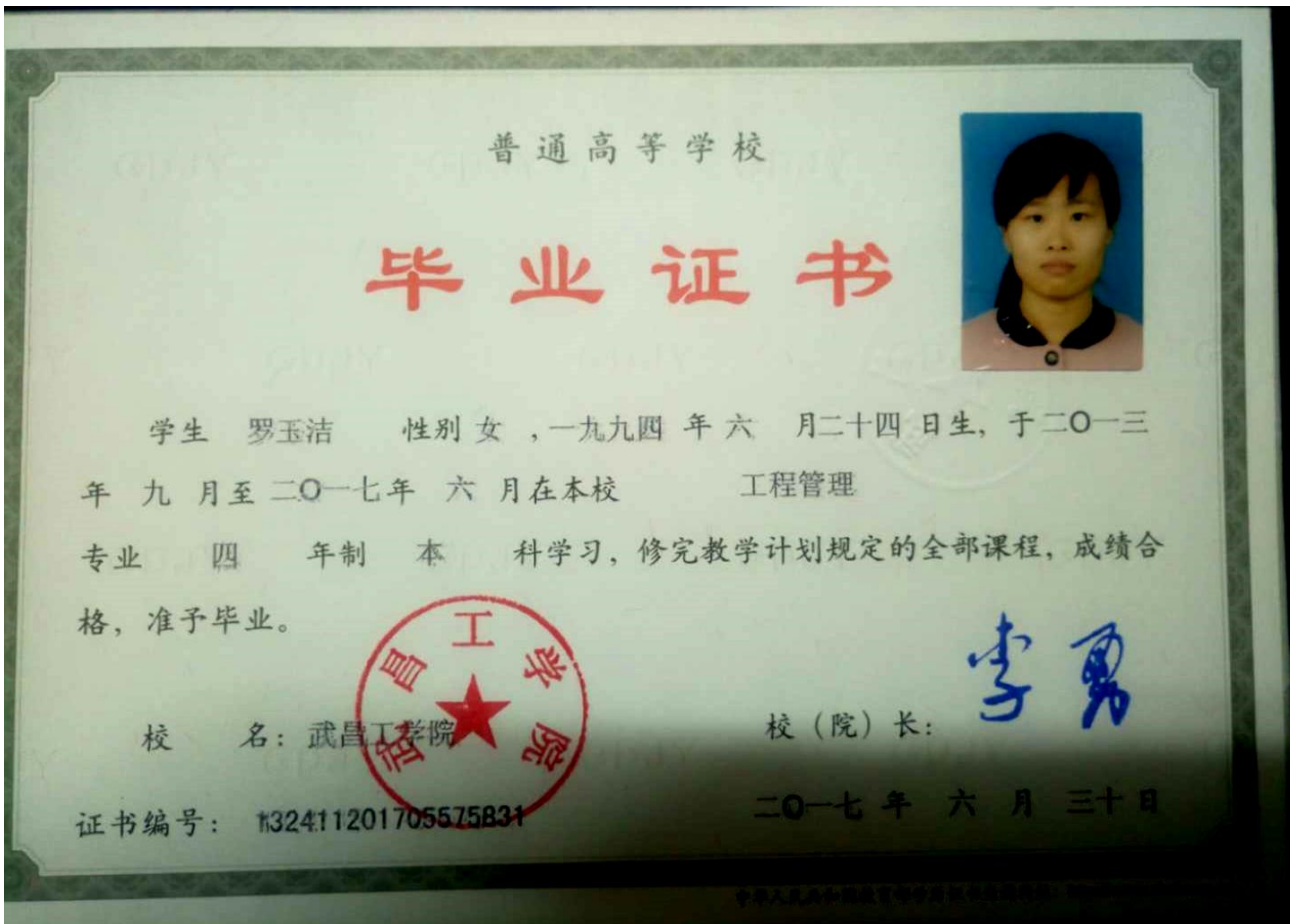 普通高等学校
毕业证书
学生 罗玉洁 性别 女 ,一九九四 年 六 月二十四 日生, 于二〇一三
年 九 月至 二〇一七年 六 月在本校 工程管理
专业 四 年制 本 科学习, 修完教学计划规定的全部课程, 成绩合
格, 准予毕业。
武昌工学院
校 名: 武昌工学院
校（院）长: 李勇
证书编号: 132411201705575831
二〇一七 年 六 月 三十 日